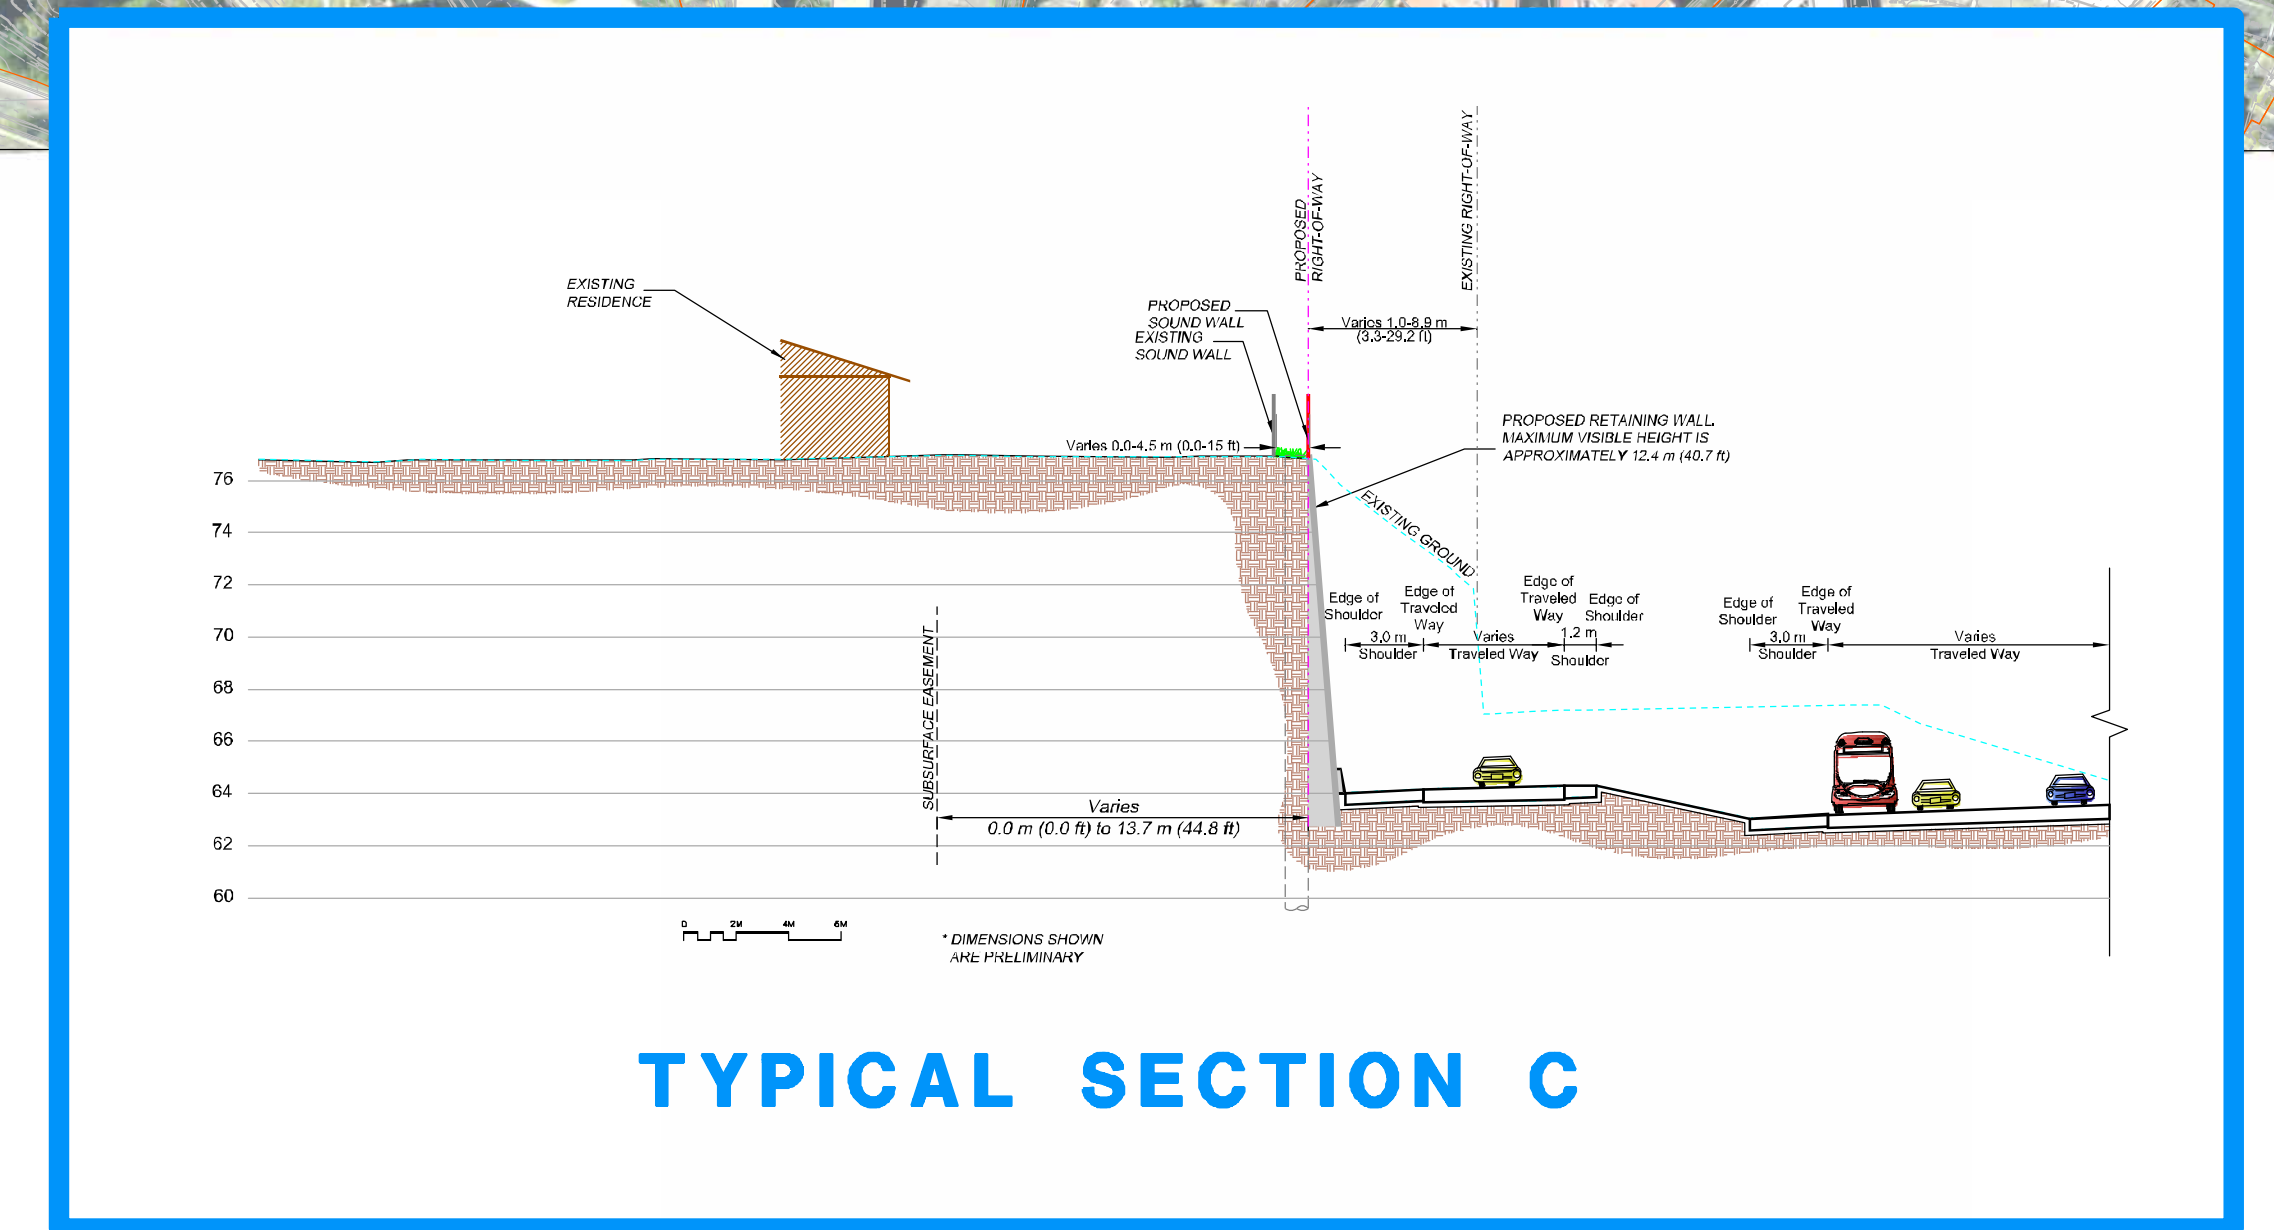 PROPOSED
RIGHT-OF-WAY
EXISTING RIGHT-OF-WAY
EXISTING
RESIDENCE
PROPOSED
SOUND WALL
EXISTING
SOUND WALL
Varies 1.0-8.9 m
(3.3-29.2 ft)
Varies 0.0-4.5 m (0.0-15 ft)
PROPOSED RETAINING WALL.
MAXIMUM VISIBLE HEIGHT IS
APPROXIMATELY 12.4 m (40.7 ft)
EXISTING GROUND
76
74
72
70
68
66
64
62
60
Edge of
Shoulder
Edge of
Traveled
Way
Edge of
Traveled
Way
Edge of
Shoulder
Edge of
Shoulder
Edge of
Traveled
Way
3.0 m
Shoulder
Varies
Traveled Way
1.2 m
Shoulder
3.0 m
Shoulder
Varies
Traveled Way
SUBSURFACE EASEMENT
Varies
0.0 m (0.0 ft) to 13.7 m (44.8 ft)
0 2M 4M 6M
* DIMENSIONS SHOWN
ARE PRELIMINARY
TYPICAL SECTION C